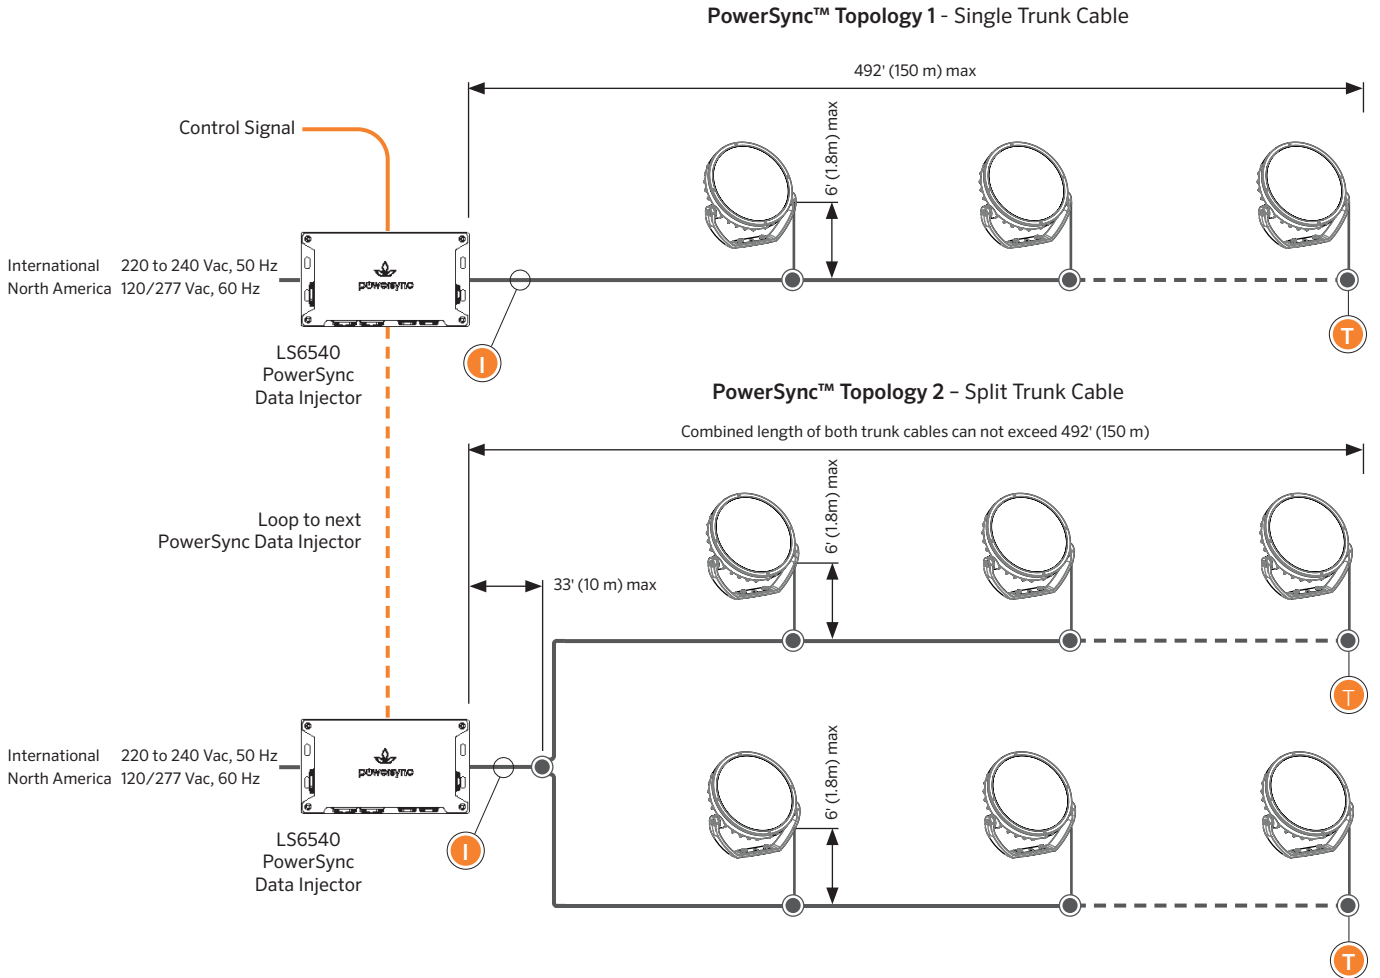 PowerSync™ Topology 1 - Single Trunk Cable
492' (150 m) max
Control Signal
6' (1.8m) max
International 220 to 240 Vac, 50 Hz
North America 120/277 Vac, 60 Hz
powersync
I
T
LS6540
PowerSync
Data Injector
PowerSync™ Topology 2 – Split Trunk Cable
Combined length of both trunk cables can not exceed 492' (150 m)
6' (1.8m) max
Loop to next
PowerSync Data Injector
33' (10 m) max
T
6' (1.8m) max
International 220 to 240 Vac, 50 Hz
North America 120/277 Vac, 60 Hz
powersync
I
LS6540
PowerSync
Data Injector
T